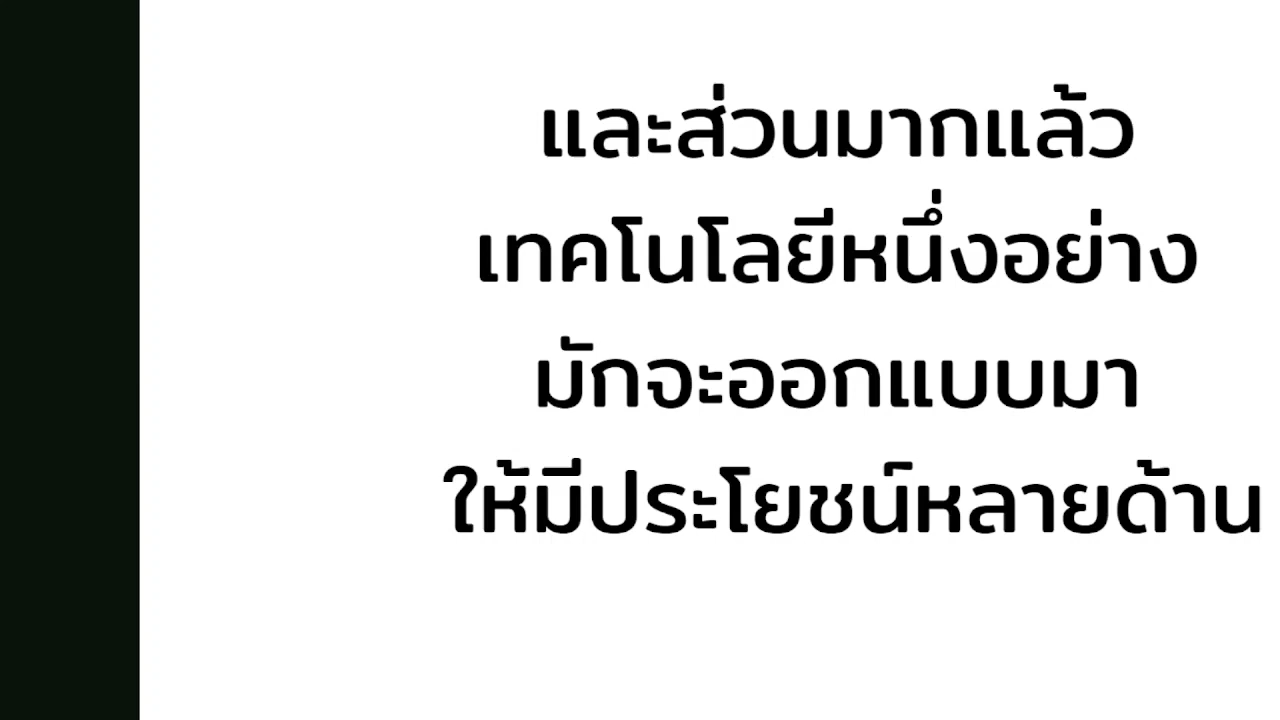 และส่วนมากแล้ว
เทคโนโลยีหนึ่งอย่าง
มักจะออกแบบมา
ให้มีประโยชน์หลายด้าน